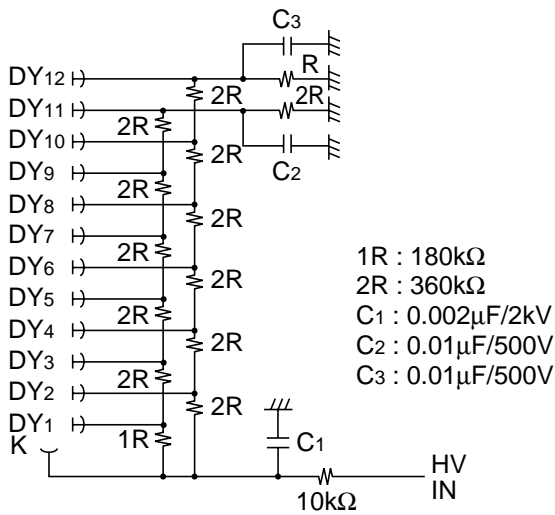 C3
DY12
R
DY11
2R
2R
2R
DY10
2R
C2
DY9
2R
DY8
2R
DY7
2R
DY6
2R
DY5
2R
DY4
2R
DY3
2R
DY2
2R
DY1
1R
K
C1
10kΩ
HV
IN
1R : 180kΩ
2R : 360kΩ
C1 : 0.002µF/2kV
C2 : 0.01µF/500V
C3 : 0.01µF/500V